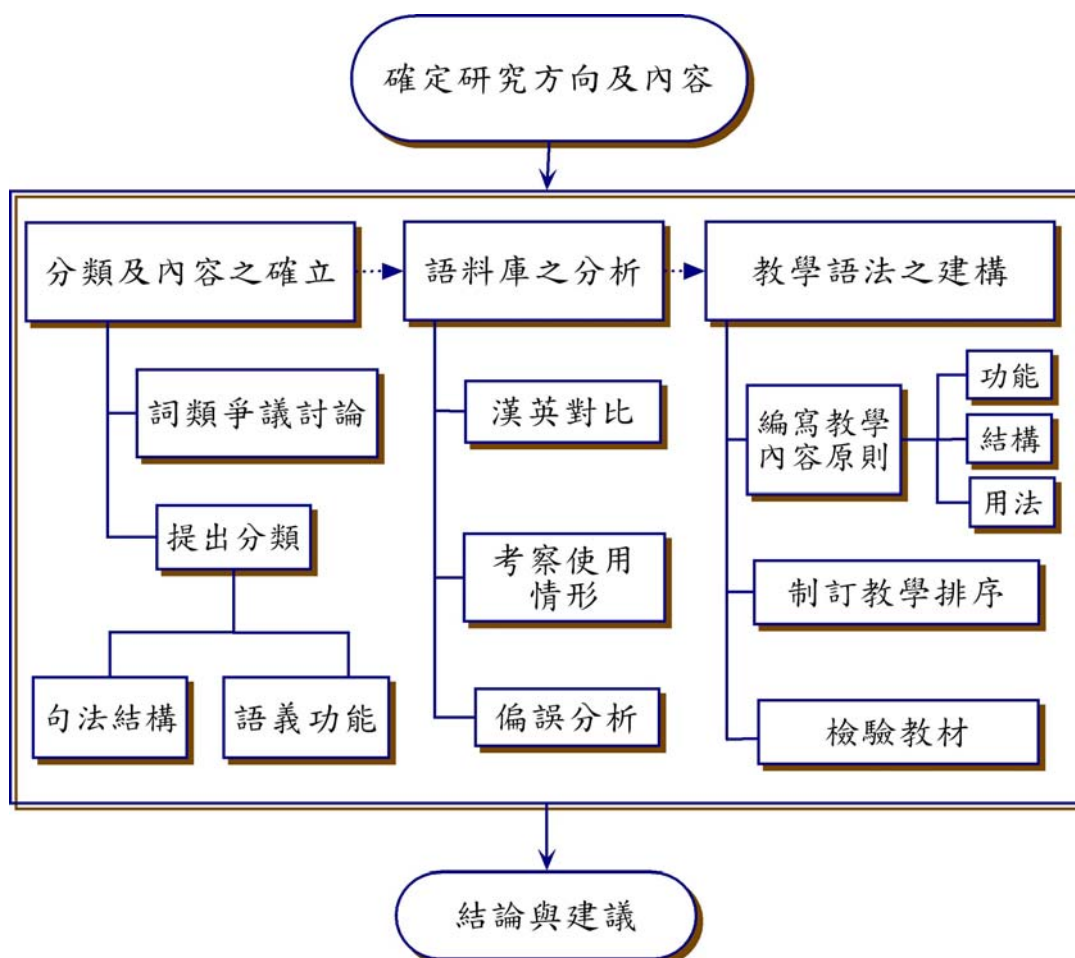 確定研究方向及內容
分類及內容之確立
語料庫之分析
教學語法之建構
詞類爭議討論
提出分類
句法結構
語義功能
漢英對比
考察使用
情形
偏誤分析
編寫教學
內容原則
功能
結構
用法
制訂教學排序
檢驗教材
結論與建議